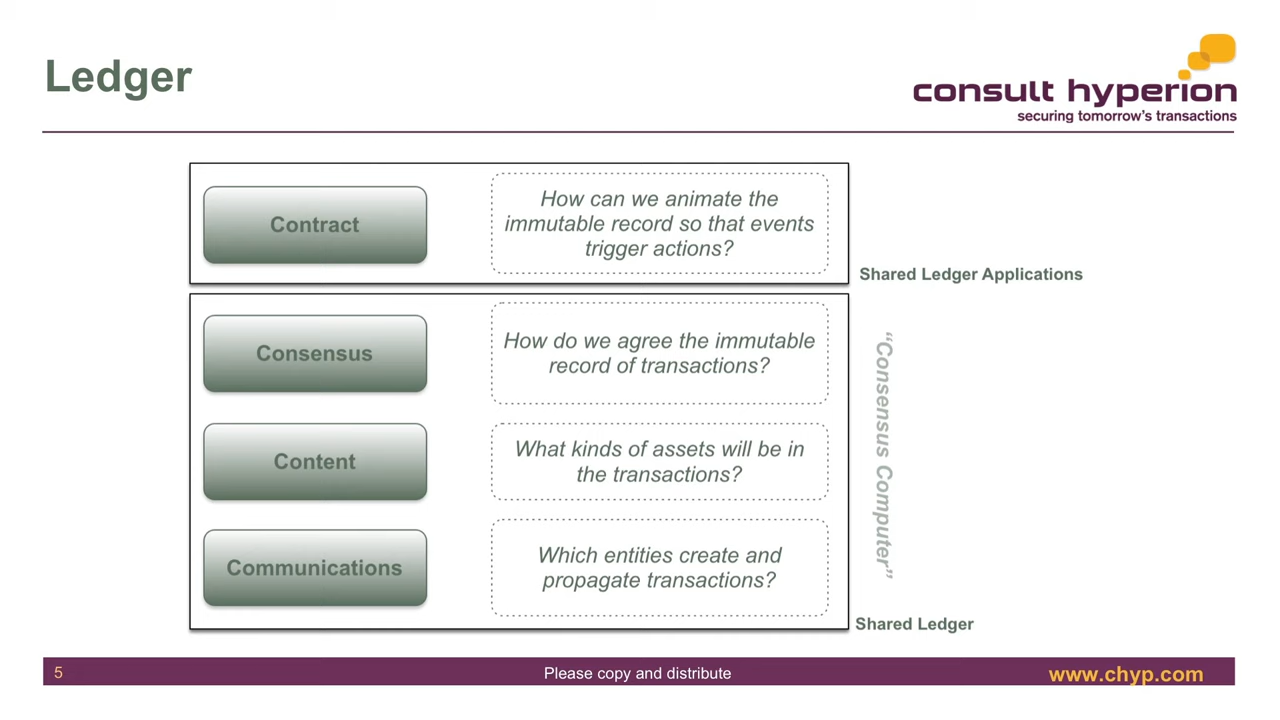 Ledger
consult hyperion
securing tomorrow's transactions
Contract
How can we animate the
immutable record so that events
trigger actions?
Shared Ledger Applications
Consensus
How do we agree the immutable
record of transactions?
Content
What kinds of assets will be in
the transactions?
Communications
Which entities create and
propagate transactions?
“Consensus Computer”
Shared Ledger
5
Please copy and distribute
www.chyp.com